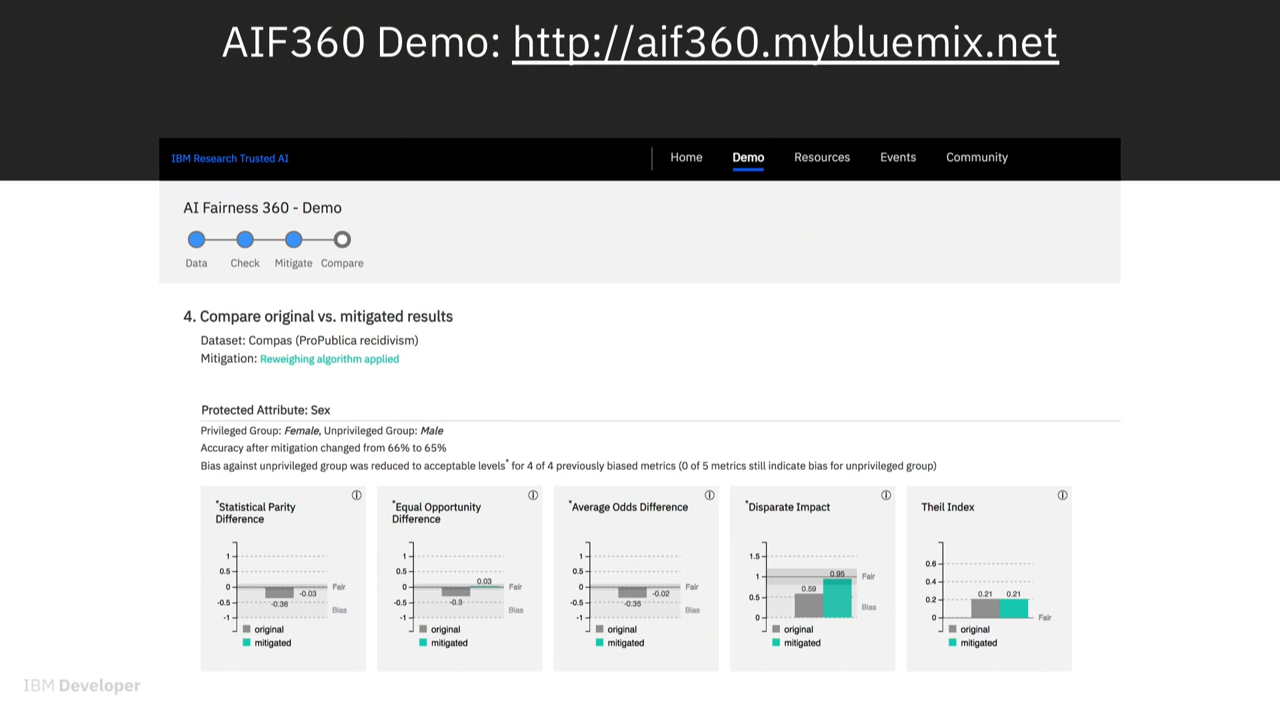 AIF360 Demo: http://aif360.mybluemix.net
IBM Research Trusted AI
Home Demo Resources Events Community
AI Fairness 360 - Demo
Data Check Mitigate Compare
4. Compare original vs. mitigated results
Dataset: Compas (ProPublica recidivism)
Mitigation: Reweighing algorithm applied
Protected Attribute: Sex
Privileged Group: Female, Unprivileged Group: Male
Accuracy after mitigation changed from 66% to 65%
Bias against unprivileged group was reduced to acceptable levels* for 4 of 4 previously biased metrics (0 of 5 metrics still indicate bias for unprivileged group)
*Statistical Parity
Difference
1
0.5
0
-0.5
-1
-0.36
-0.03
Fair
Bias
original
mitigated
*Equal Opportunity
Difference
1
0.5
0
-0.5
-1
-0.3
0.03
Fair
Bias
original
mitigated
*Average Odds Difference
1
0.5
0
-0.5
-1
-0.35
-0.02
Fair
Bias
original
mitigated
*Disparate Impact
1.5
1
0.5
0
0.59
0.95
Fair
Bias
original
mitigated
Theil Index
0.6
0.4
0.2
0
0.21
0.21
Fair
original
mitigated
IBM Developer